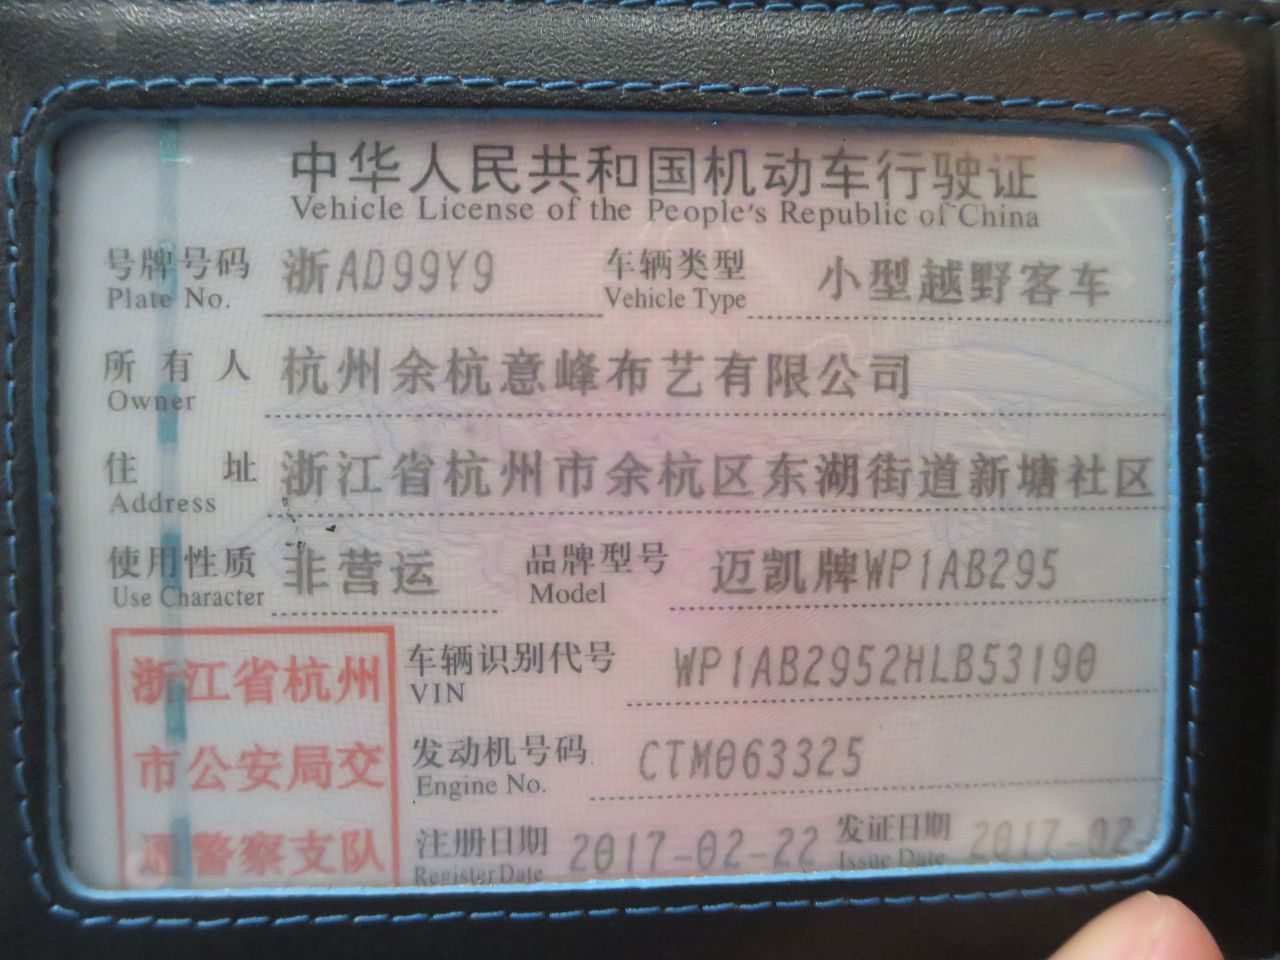 中华人民共和国机动车行驶证
Vehicle License of the People's Republic of China
号牌号码 浙AD99Y9 车辆类型 小型越野客车
Plate No. Vehicle Type
所有人 杭州余杭意峰布艺有限公司
Owner
住址 浙江省杭州市余杭区东湖街道新塘社区
Address
使用性质 非营运 品牌型号 迈凯牌WP1AB295
Use Character Model
浙江省杭州 车辆识别代号 WP1AB2952HLB53190
VIN
市公安局交 发动机号码 CTM063325
Engine No.
通警察支队 注册日期 2017-02-22 发证日期 2017-02-
Register Date Issue Date